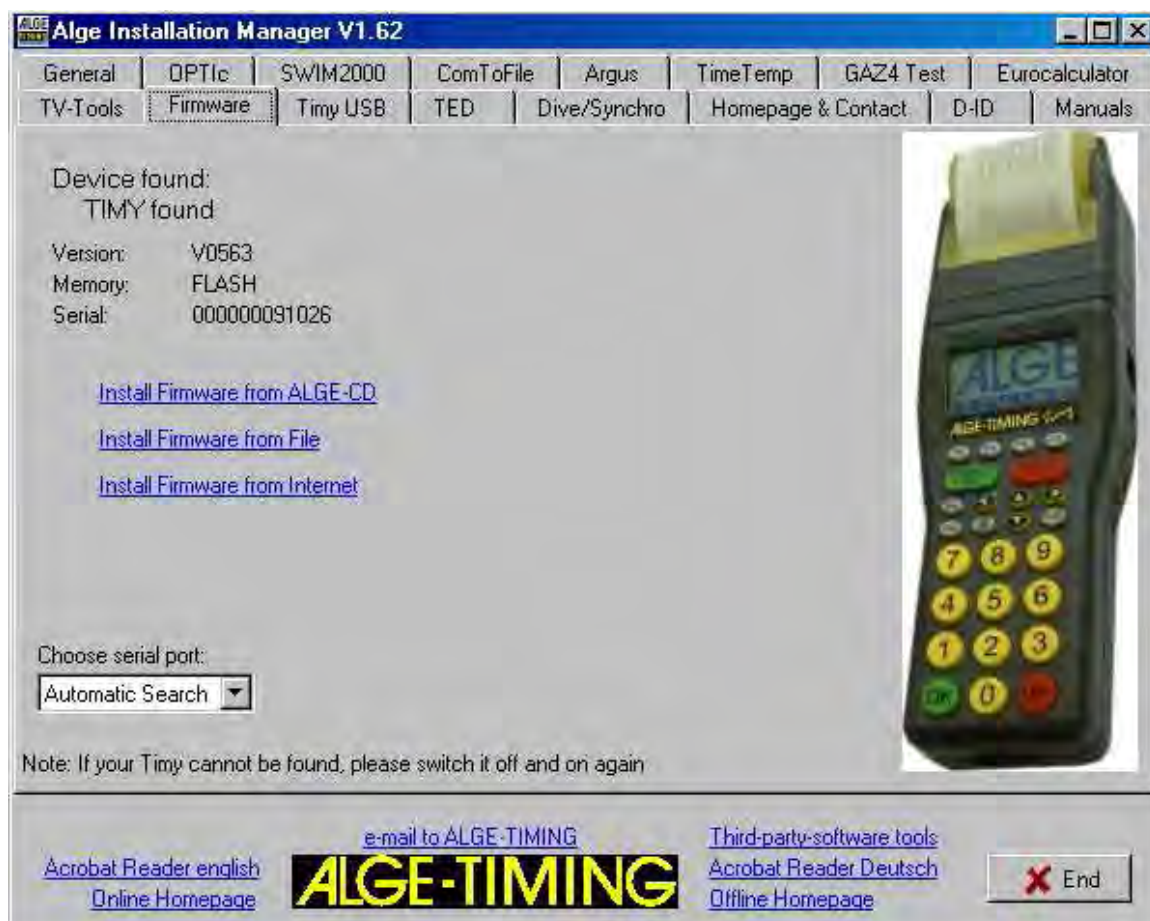 Alge Installation Manager V1.62
General OPTIc SWIM2000 ComToFile Argus TimeTemp GAZ4 Test Eurocalculator
TV-Tools Firmware Timy USB TED Dive/Synchro Homepage & Contact D-ID Manuals
Device found:
TIMY found
Version: V0563
Memory: FLASH
Serial: 000000091026
Install Firmware from ALGE-CD
Install Firmware from File
Install Firmware from Internet
Choose serial port:
Automatic Search
Note: If your Timy cannot be found, please switch it off and on again
ALGE
ALGE-TIMING
7 8 9
4 5 6
1 2 3
OK 0
e-mail to ALGE-TIMING
Third-party-software tools
Acrobat Reader english
ALGE-TIMING
Acrobat Reader Deutsch
Online Homepage
Offline Homepage
End